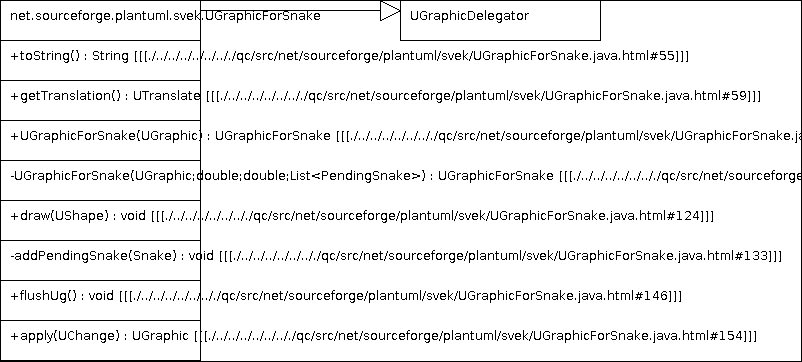 net.sourceforge.plantuml.svek.UGraphicForSnake
UGraphicDelegator
+toString() : String [[[./../../../../../../qc/src/net/sourceforge/plantuml/svek/UGraphicForSnake.java.html#55]]]
+getTranslation() : UTranslate [[[./../../../../../../qc/src/net/sourceforge/plantuml/svek/UGraphicForSnake.java.html#59]]]
+UGraphicForSnake(UGraphic) : UGraphicForSnake [[[./../../../../../../qc/src/net/sourceforge/plantuml/svek/UGraphicForSnake.ja
-UGraphicForSnake(UGraphic;double;double;List<PendingSnake>) : UGraphicForSnake [[[./../../../../../../qc/src/net/sourceforge
+draw(UShape) : void [[[./../../../../../../qc/src/net/sourceforge/plantuml/svek/UGraphicForSnake.java.html#124]]]
-addPendingSnake(Snake) : void [[[./../../../../../../qc/src/net/sourceforge/plantuml/svek/UGraphicForSnake.java.html#133]]]
+flushUg() : void [[[./../../../../../../qc/src/net/sourceforge/plantuml/svek/UGraphicForSnake.java.html#146]]]
+apply(UChange) : UGraphic [[[./../../../../../../qc/src/net/sourceforge/plantuml/svek/UGraphicForSnake.java.html#154]]]